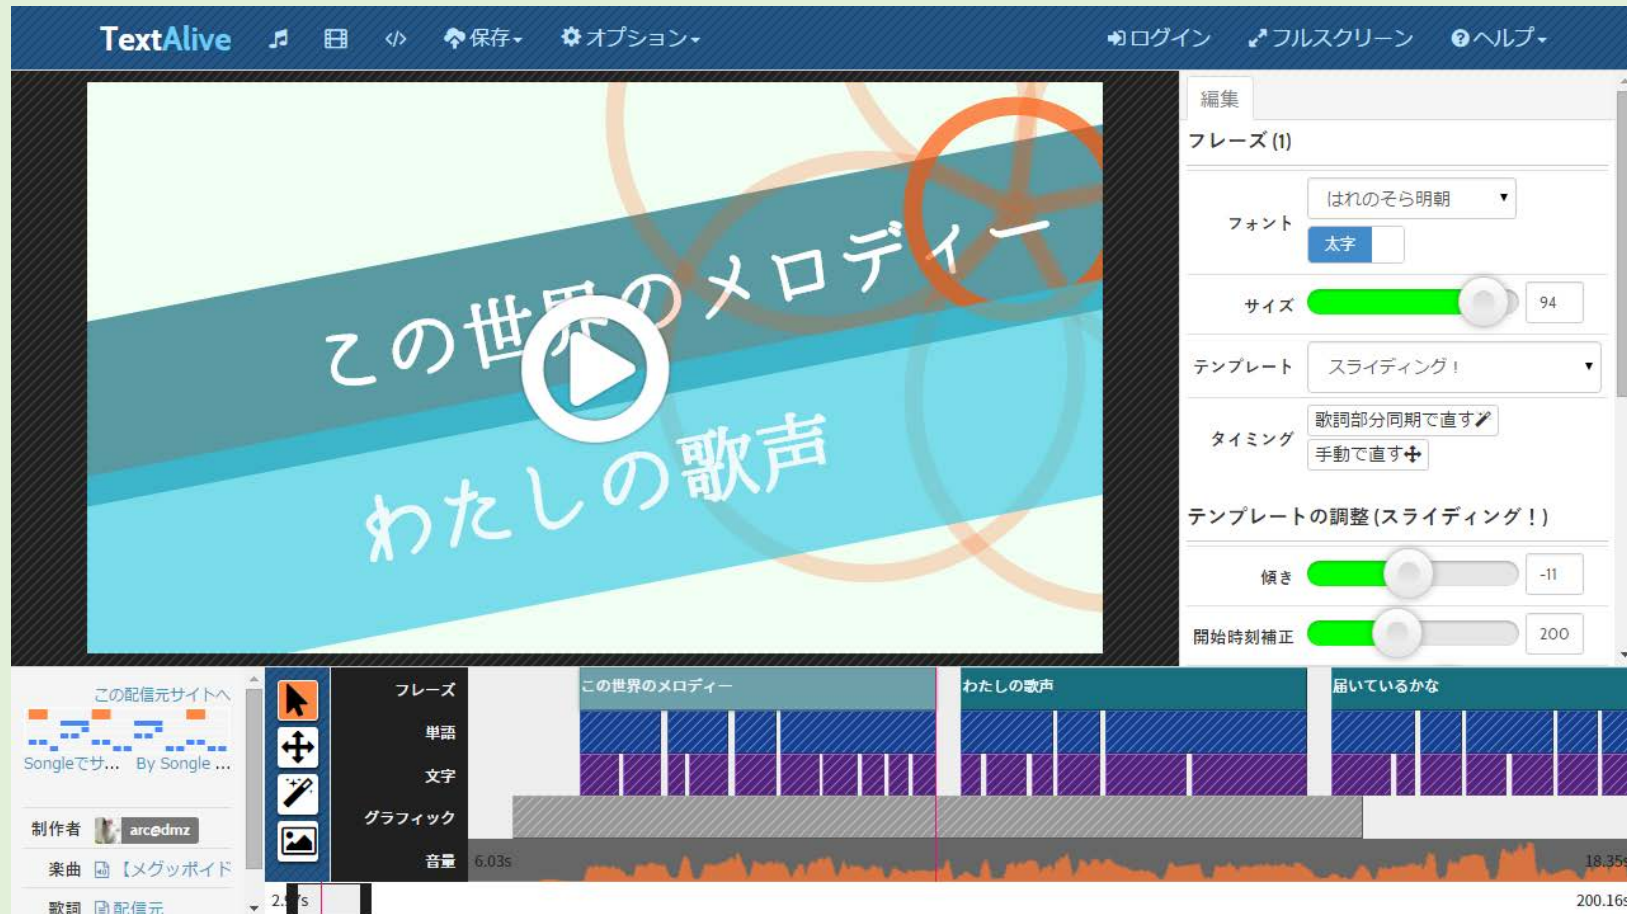 TextAlive 保存 オプション ログイン フルスクリーン ヘルプ
この世界のメロディー
わたしの歌声
編集
フレーズ (1)
フォント はれのそら明朝
太字
サイズ 94
テンプレート スライディング！
タイミング 歌詞部分同期で直す
手動で直す
テンプレートの調整 (スライディング！)
傾き -11
開始時刻補正 200
この配信元サイトへ
Songleでサ... By Songle ...
制作者 arc@dmz
楽曲 【メグッポイド
歌詞 配信元
フレーズ この世界のメロディー わたしの歌声 届いているかな
単語
文字
グラフィック
音量 6.03s 18.35s
200.16s